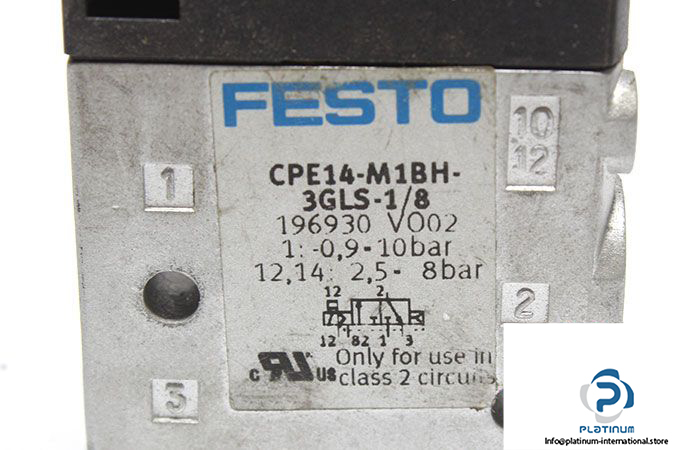 FESTO
10
12
1
CPE14-M1BH-
3GLS-1/8
196930 V002
1: -0,9-10bar
12,14: 2,5- 8bar
12 2
2
12 82 1 3
c UR US Only for use in
class 2 circuits
3
PLATINUM
Info@platinum-international.store